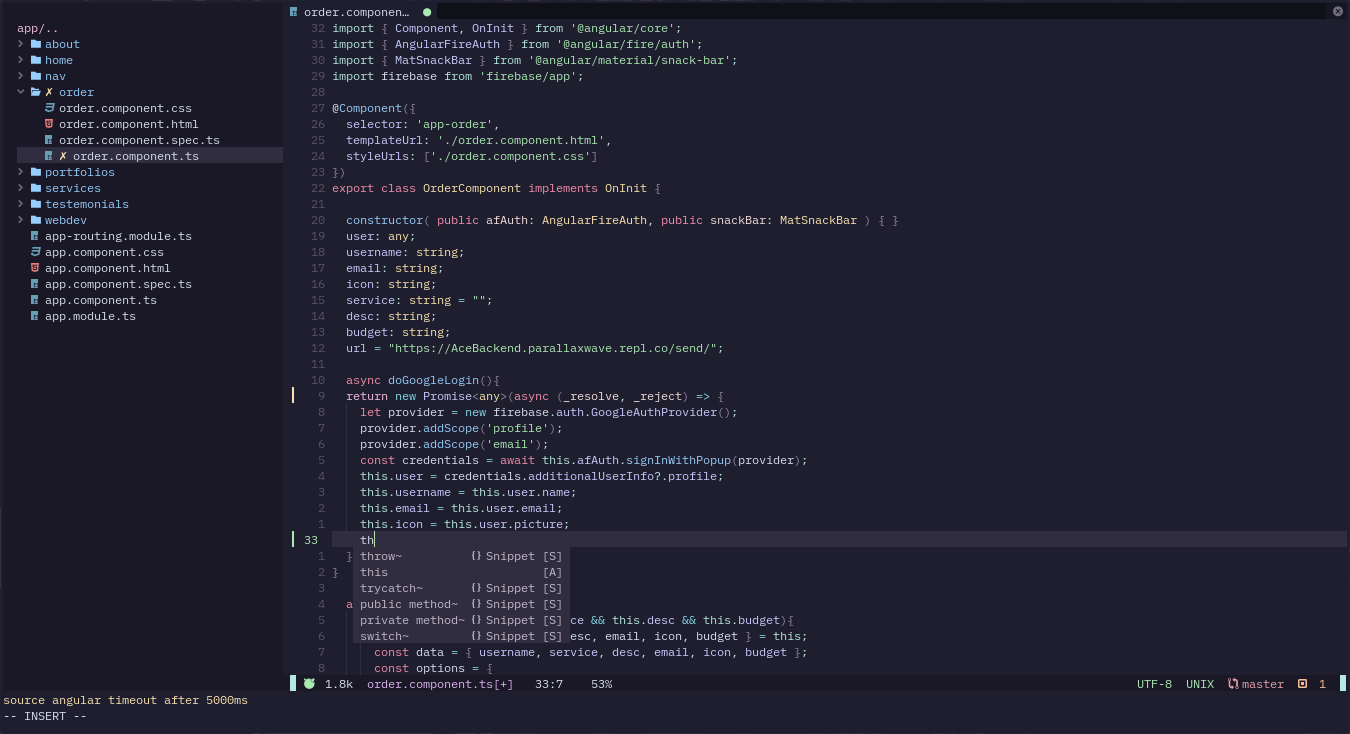 order.componen…
app/..
about
home
nav
✗ order
order.component.css
order.component.html
order.component.spec.ts
✗ order.component.ts
portfolios
services
testemonials
webdev
app-routing.module.ts
app.component.css
app.component.html
app.component.spec.ts
app.component.ts
app.module.ts
32 import { Component, OnInit } from '@angular/core';
31 import { AngularFireAuth } from '@angular/fire/auth';
30 import { MatSnackBar } from '@angular/material/snack-bar';
29 import firebase from 'firebase/app';
28
27 @Component({
26   selector: 'app-order',
25   templateUrl: './order.component.html',
24   styleUrls: ['./order.component.css']
23 })
22 export class OrderComponent implements OnInit {
21
20   constructor( public afAuth: AngularFireAuth, public snackBar: MatSnackBar ) { }
19   user: any;
18   username: string;
17   email: string;
16   icon: string;
15   service: string = "";
14   desc: string;
13   budget: string;
12   url = "https://AceBackend.parallaxwave.repl.co/send/";
11
10   async doGoogleLogin(){
9   return new Promise<any>(async (_resolve, _reject) => {
8     let provider = new firebase.auth.GoogleAuthProvider();
7     provider.addScope('profile');
6     provider.addScope('email');
5     const credentials = await this.afAuth.signInWithPopup(provider);
4     this.user = credentials.additionalUserInfo?.profile;
3     this.username = this.user.name;
2     this.email = this.user.email;
1     this.icon = this.user.picture;
33     th
1   } throw~ {} Snippet [S]
2 } this [A]
3 trycatch~ {} Snippet [S]
4   a public method~ {} Snippet [S]
5 private method~ {} Snippet [S] ce && this.desc && this.budget){
6 switch~ {} Snippet [S] esc, email, icon, budget } = this;
7       const data = { username, service, desc, email, icon, budget };
8       const options = {
1.8k order.component.ts[+] 33:7 53% UTF-8 UNIX master 1
source angular timeout after 5000ms
-- INSERT --